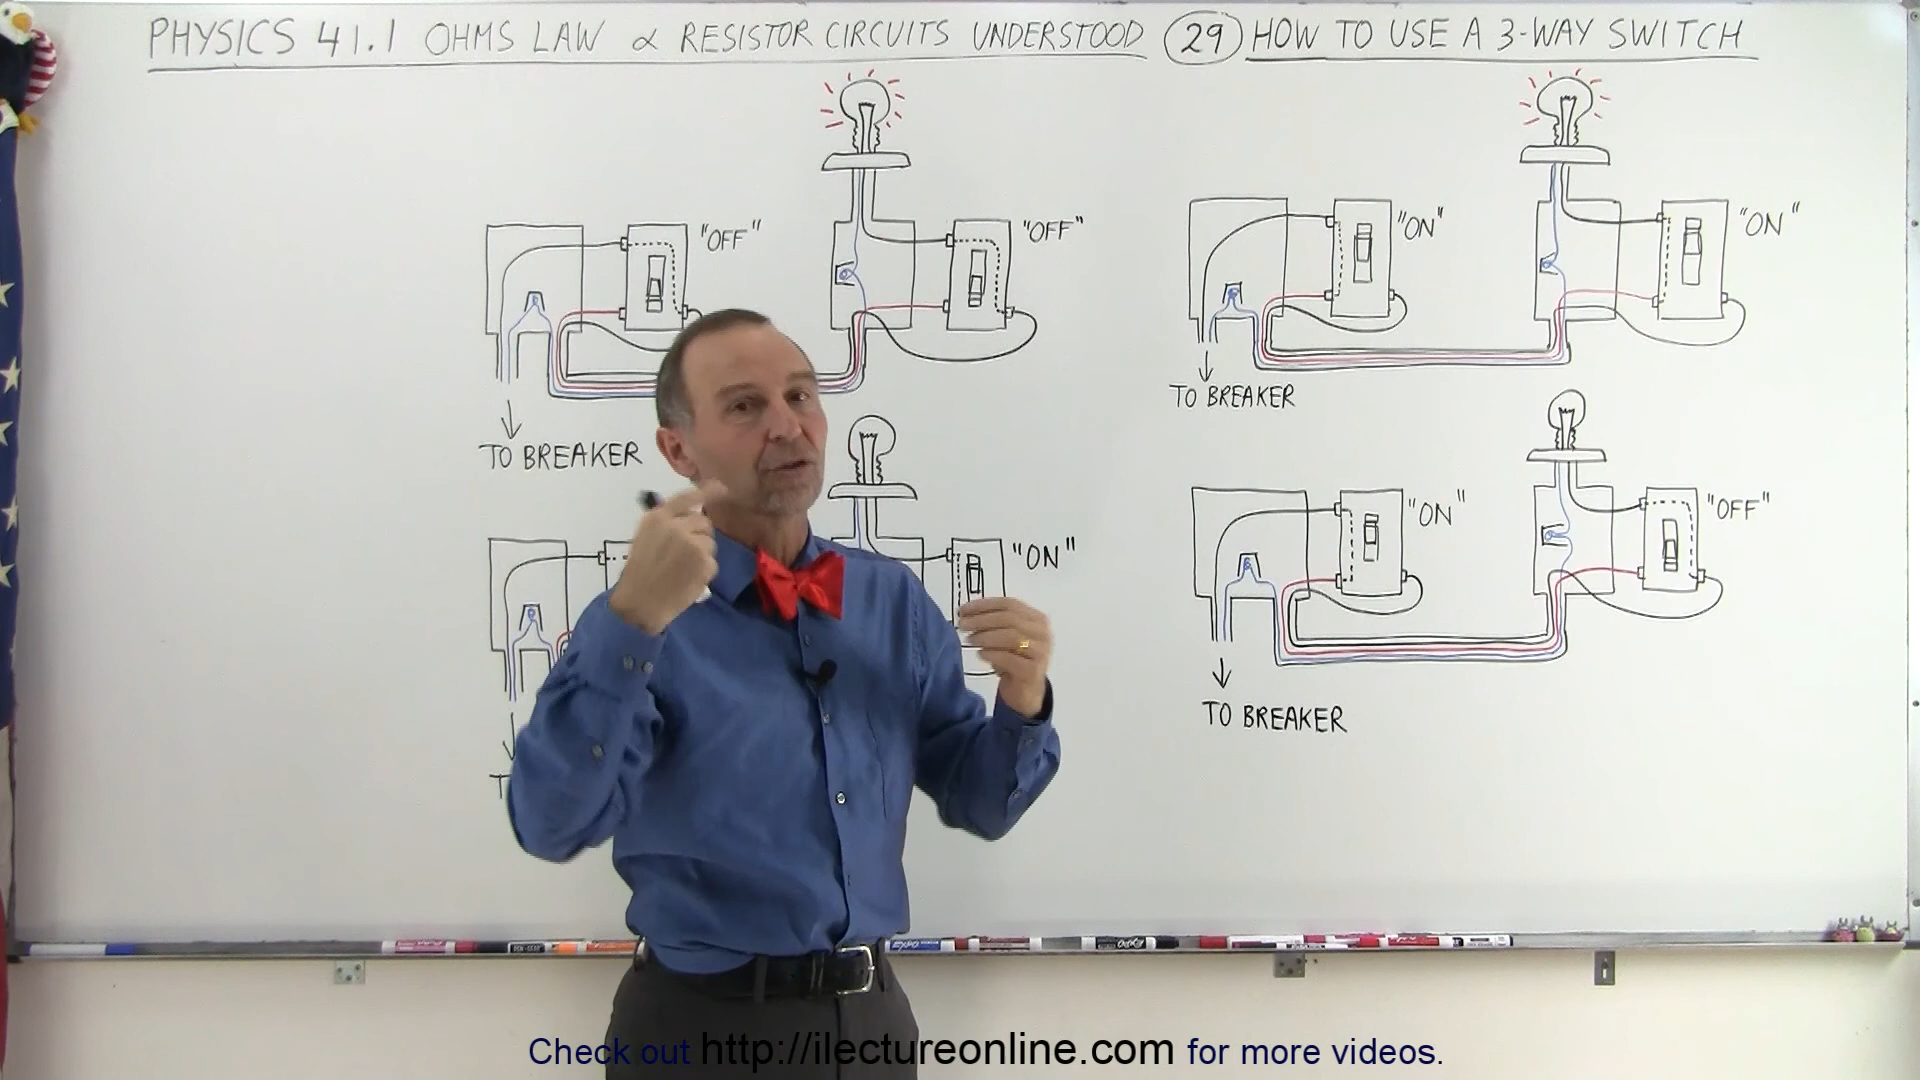 PHYSICS 41.1 OHMS LAW & RESISTOR CIRCUITS UNDERSTOOD 29 HOW TO USE A 3-WAY SWITCH
"OFF"
"OFF"
TO BREAKER
"ON"
"ON"
"ON"
TO BREAKER
"ON"
"OFF"
TO BREAKER
EXPO
Check out http://ilectureonline.com for more videos.